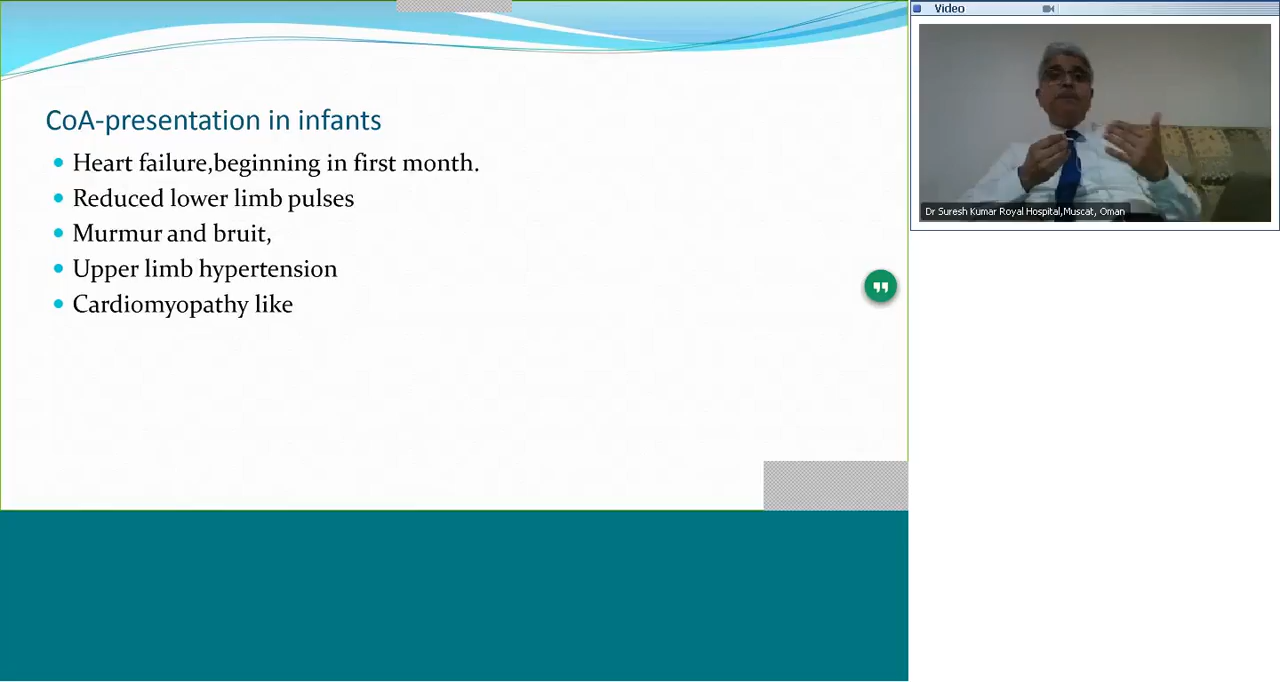 CoA-presentation in infants
Heart failure,beginning in first month.
Reduced lower limb pulses
Murmur and bruit,
Upper limb hypertension
Cardiomyopathy like
Video
Dr Suresh Kumar Royal Hospital,Muscat, Oman